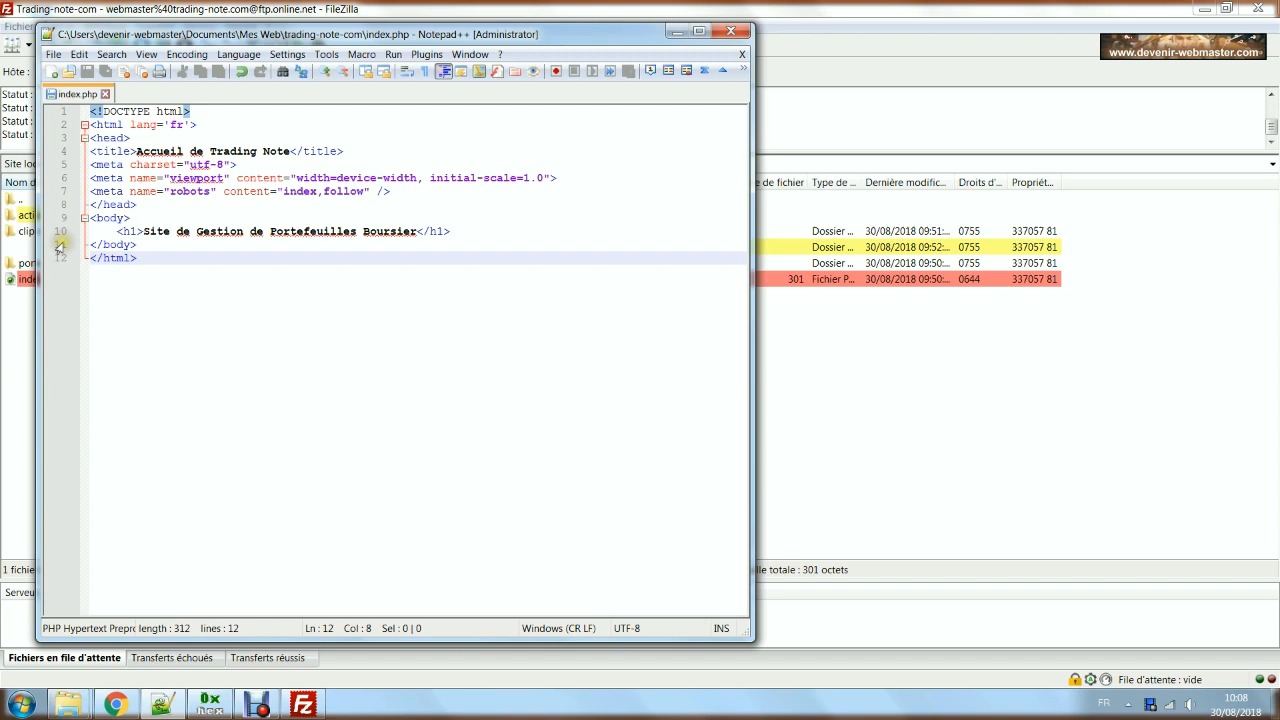 Trading-note-com - webmaster%40trading-note.com@ftp.online.net - FileZilla
Fichier
C:\Users\devenir-webmaster\Documents\Mes Web\trading-note-com\index.php - Notepad++ [Administrator]
File Edit Search View Encoding Language Settings Tools Macro Run Plugins Window ? X
www.devenir-webmaster.com
Hôte :
index.php
Statut :
Statut :
Statut :
Statut :
1 <!DOCTYPE html>
2 <html lang='fr'>
3 <head>
4 <title>Accueil de Trading Note</title>
5 <meta charset="utf-8">
6 <meta name="viewport" content="width=device-width, initial-scale=1.0">
7 <meta name="robots" content="index,follow" />
8 </head>
9 <body>
10 <h1>Site de Gestion de Portefeuilles Boursier</h1>
</body>
12 </html>
Site loc
Nom d
e de fichier Type de ... Dernière modific... Droits d'... Propriét...
..
acti
clip
Dossier ... 30/08/2018 09:51:... 0755 337057 81
Dossier ... 30/08/2018 09:52:... 0755 337057 81
por
Dossier ... 30/08/2018 09:50:... 0755 337057 81
inde
301 Fichier P... 30/08/2018 09:50:... 0644 337057 81
1 fichie
lle totale : 301 octets
Serveu
PHP Hypertext Prepro length : 312 lines : 12 Ln : 12 Col : 8 Sel : 0 | 0 Windows (CR LF) UTF-8 INS
Fichiers en file d'attente Transferts échoués Transferts réussis
File d'attente : vide
0x
hex
FR
10:08
30/08/2018